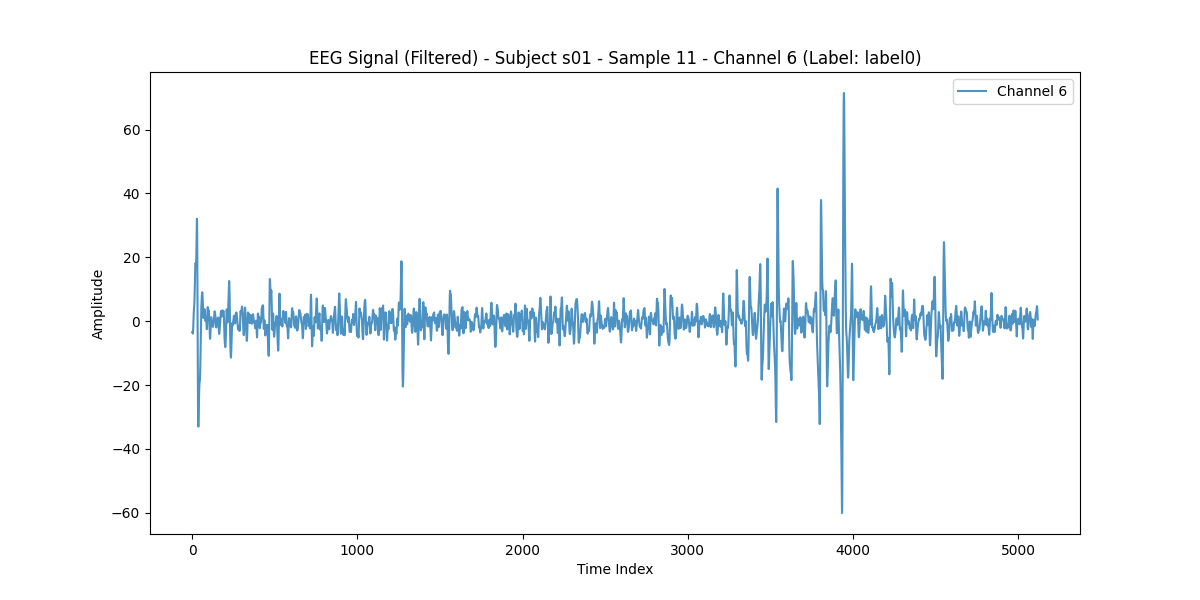 EEG Signal (Filtered) - Subject s01 - Sample 11 - Channel 6 (Label: label0)
Channel 6
60
40
20
0
−20
−40
−60
Amplitude
0 1000 2000 3000 4000 5000
Time Index